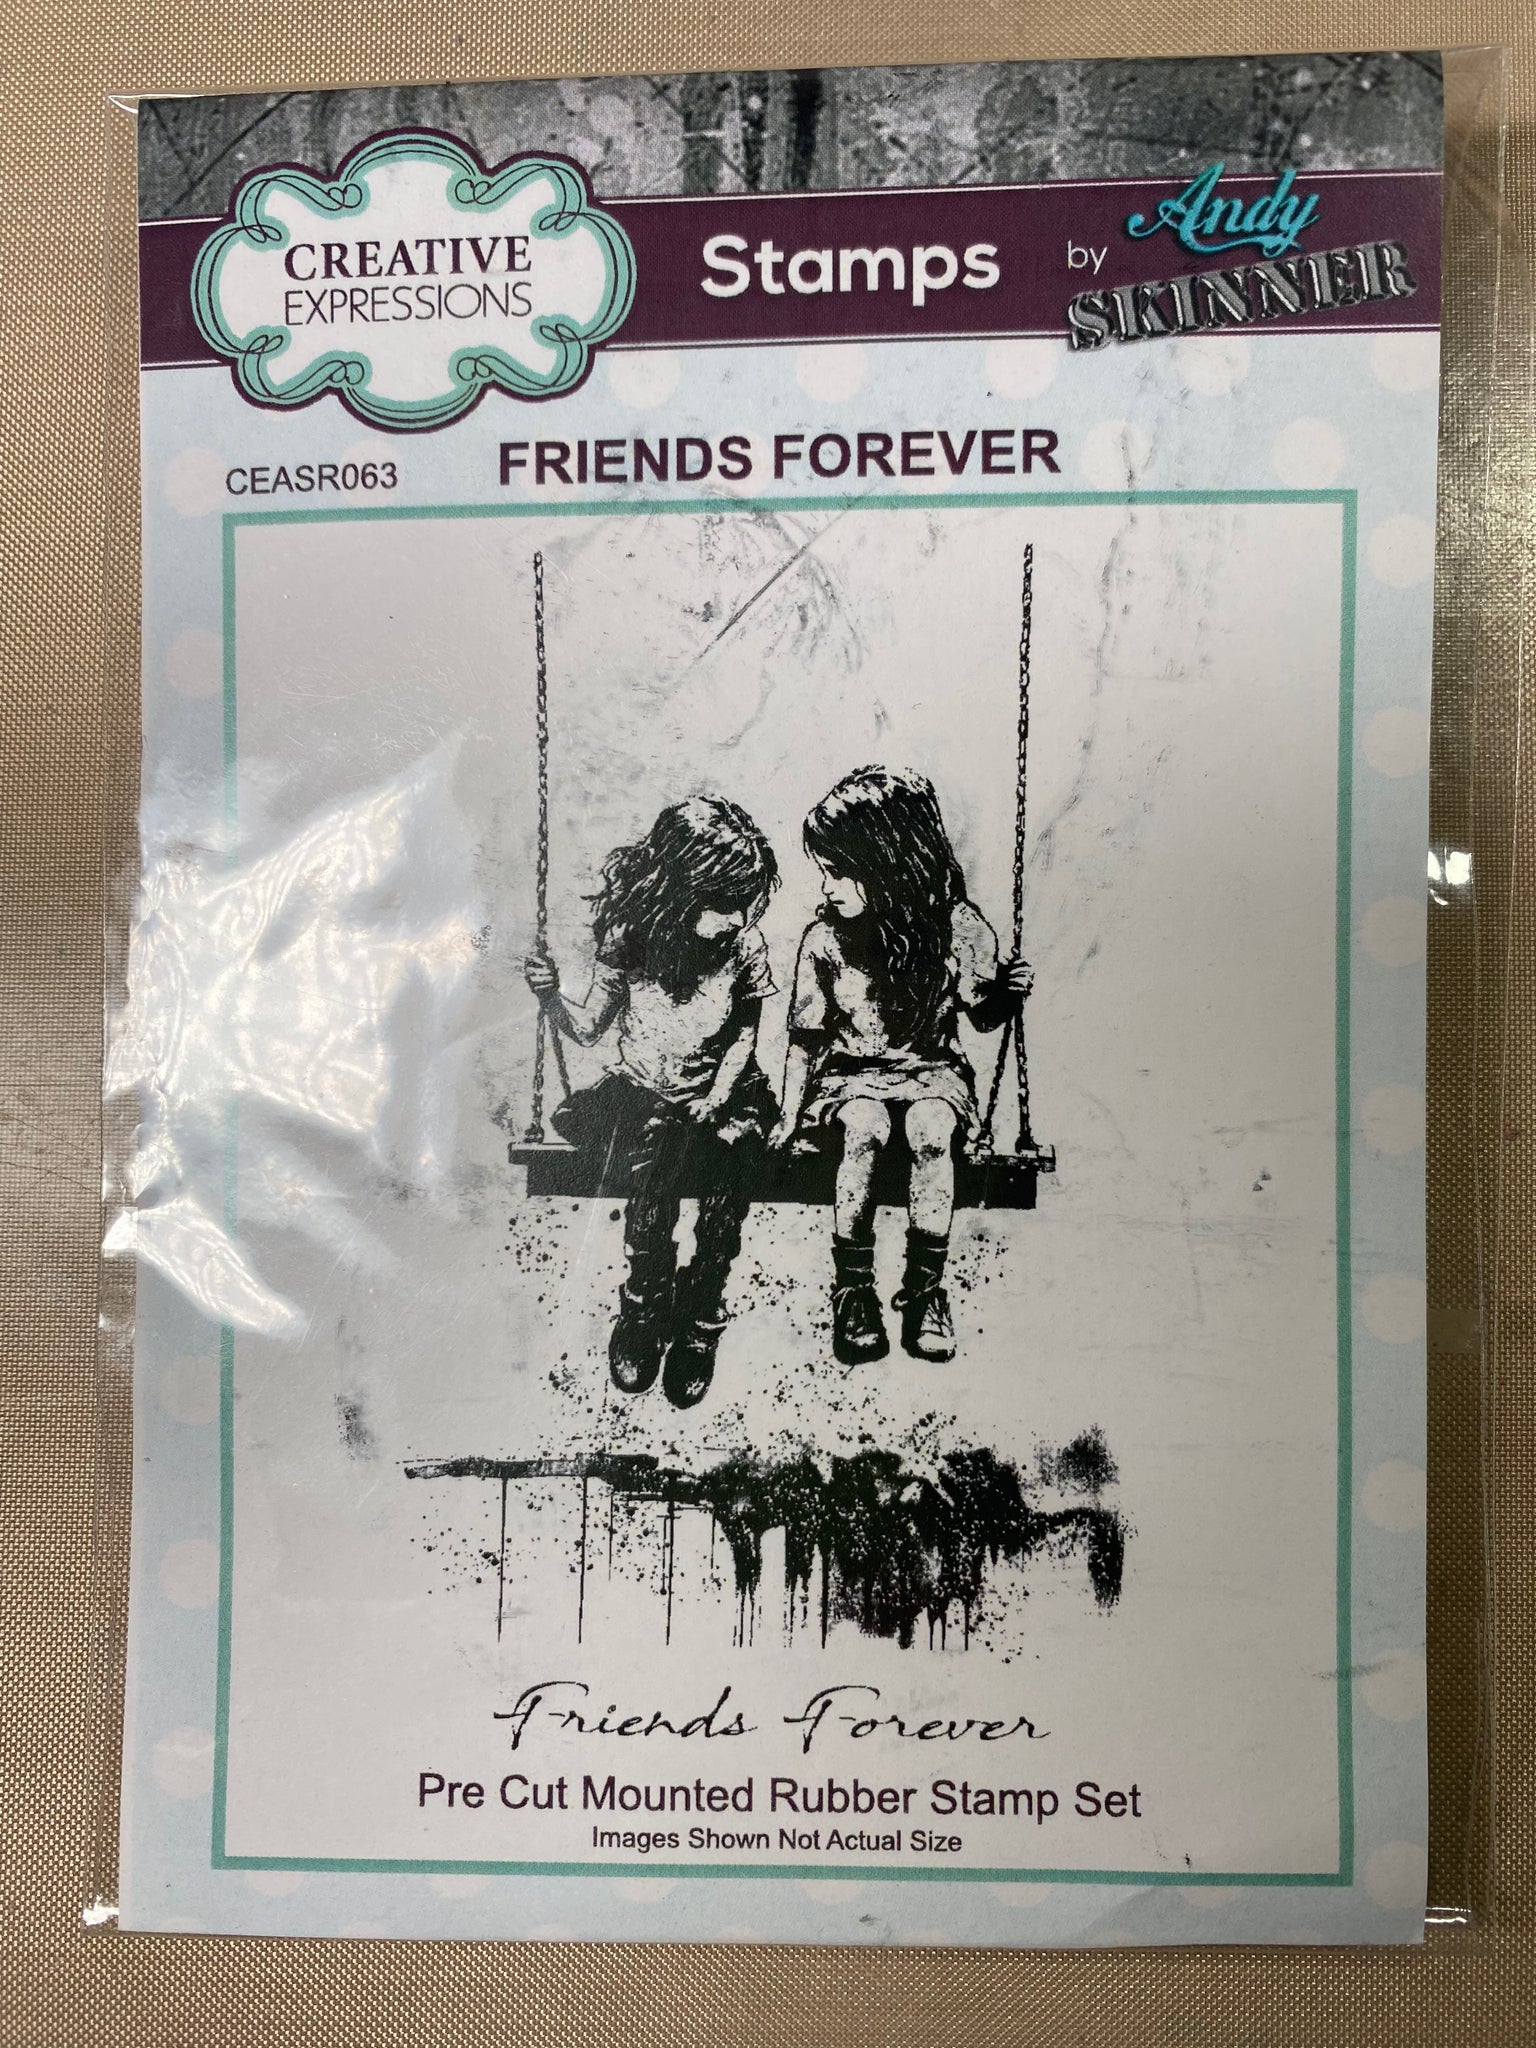 CREATIVE
EXPRESSIONS
Stamps
by
Andy
SKINNER
CEASR063
FRIENDS FOREVER
Friends Forever
Pre Cut Mounted Rubber Stamp Set
Images Shown Not Actual Size